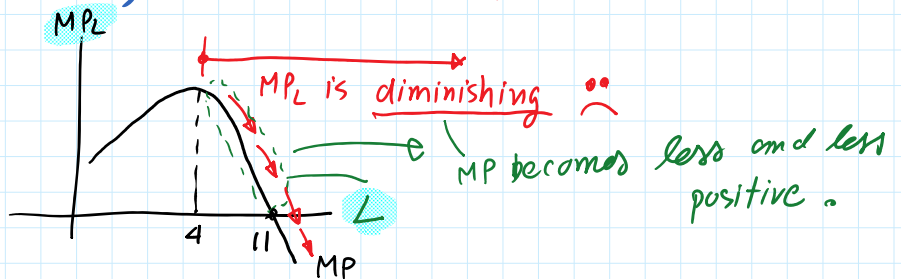 MPL
MPL is diminishing
MP becomes less and less
positive.
L
4 11
MP